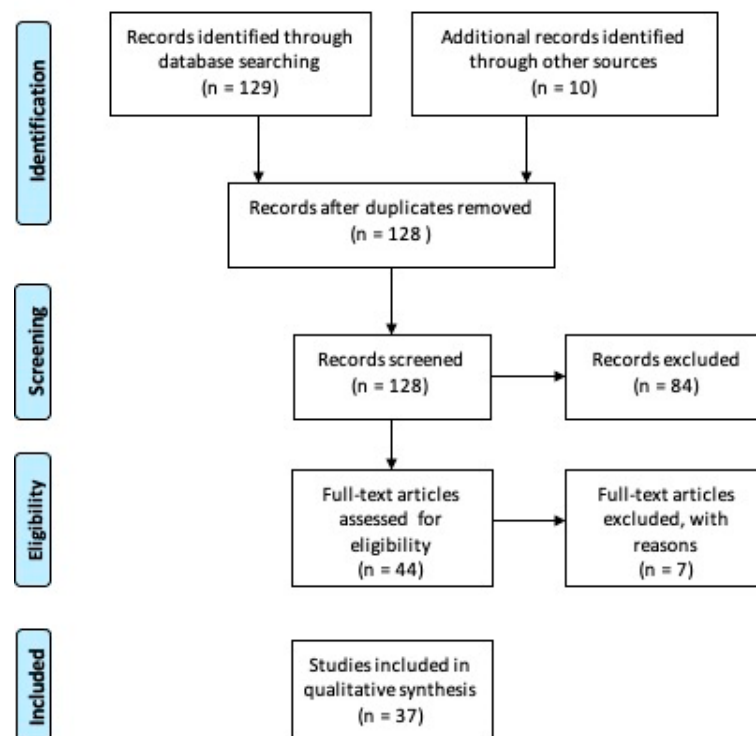 Identification
Records identified through
database searching
(n = 129)
Additional records identified
through other sources
(n = 10)
Records after duplicates removed
(n = 128 )
Screening
Records screened
(n = 128)
Records excluded
(n = 84)
Eligibility
Full-text articles
assessed for
eligibility
(n = 44)
Full-text articles
excluded, with
reasons
(n = 7)
Included
Studies included in
qualitative synthesis
(n = 37)